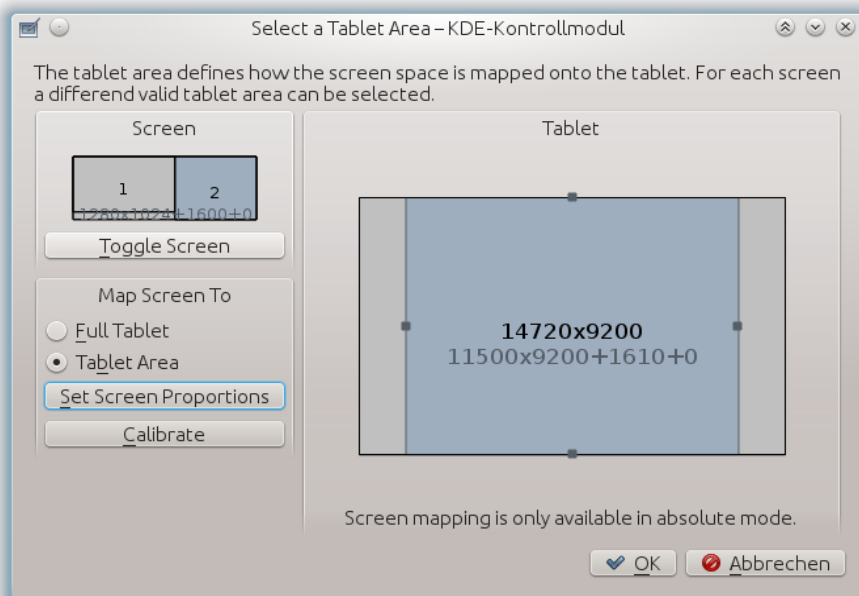 Select a Tablet Area – KDE-Kontrollmodul
The tablet area defines how the screen space is mapped onto the tablet. For each screen
a differend valid tablet area can be selected.
Screen
1
2
1280x1024+1600+0
Toggle Screen
Map Screen To
Full Tablet
Tablet Area
Set Screen Proportions
Calibrate
Tablet
14720x9200
11500x9200+1610+0
Screen mapping is only available in absolute mode.
OK
Abbrechen